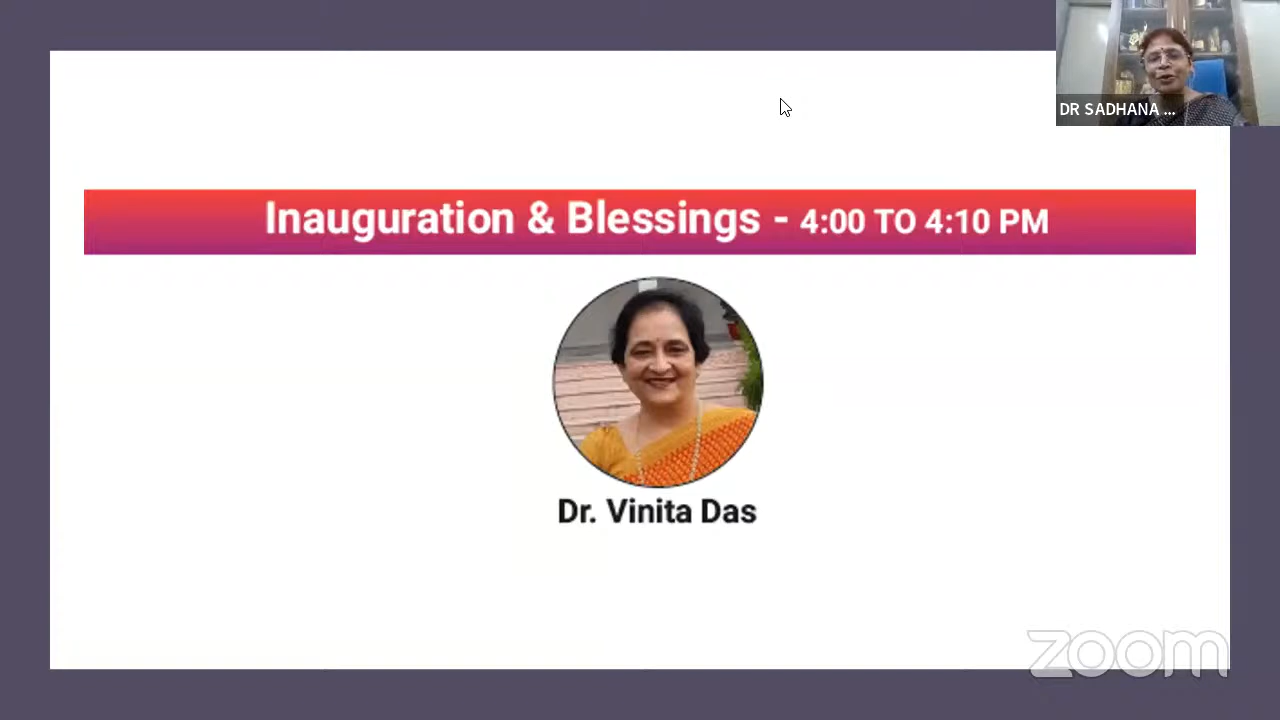 DR SADHANA ...
Inauguration & Blessings - 4:00 TO 4:10 PM
Dr. Vinita Das
zoom